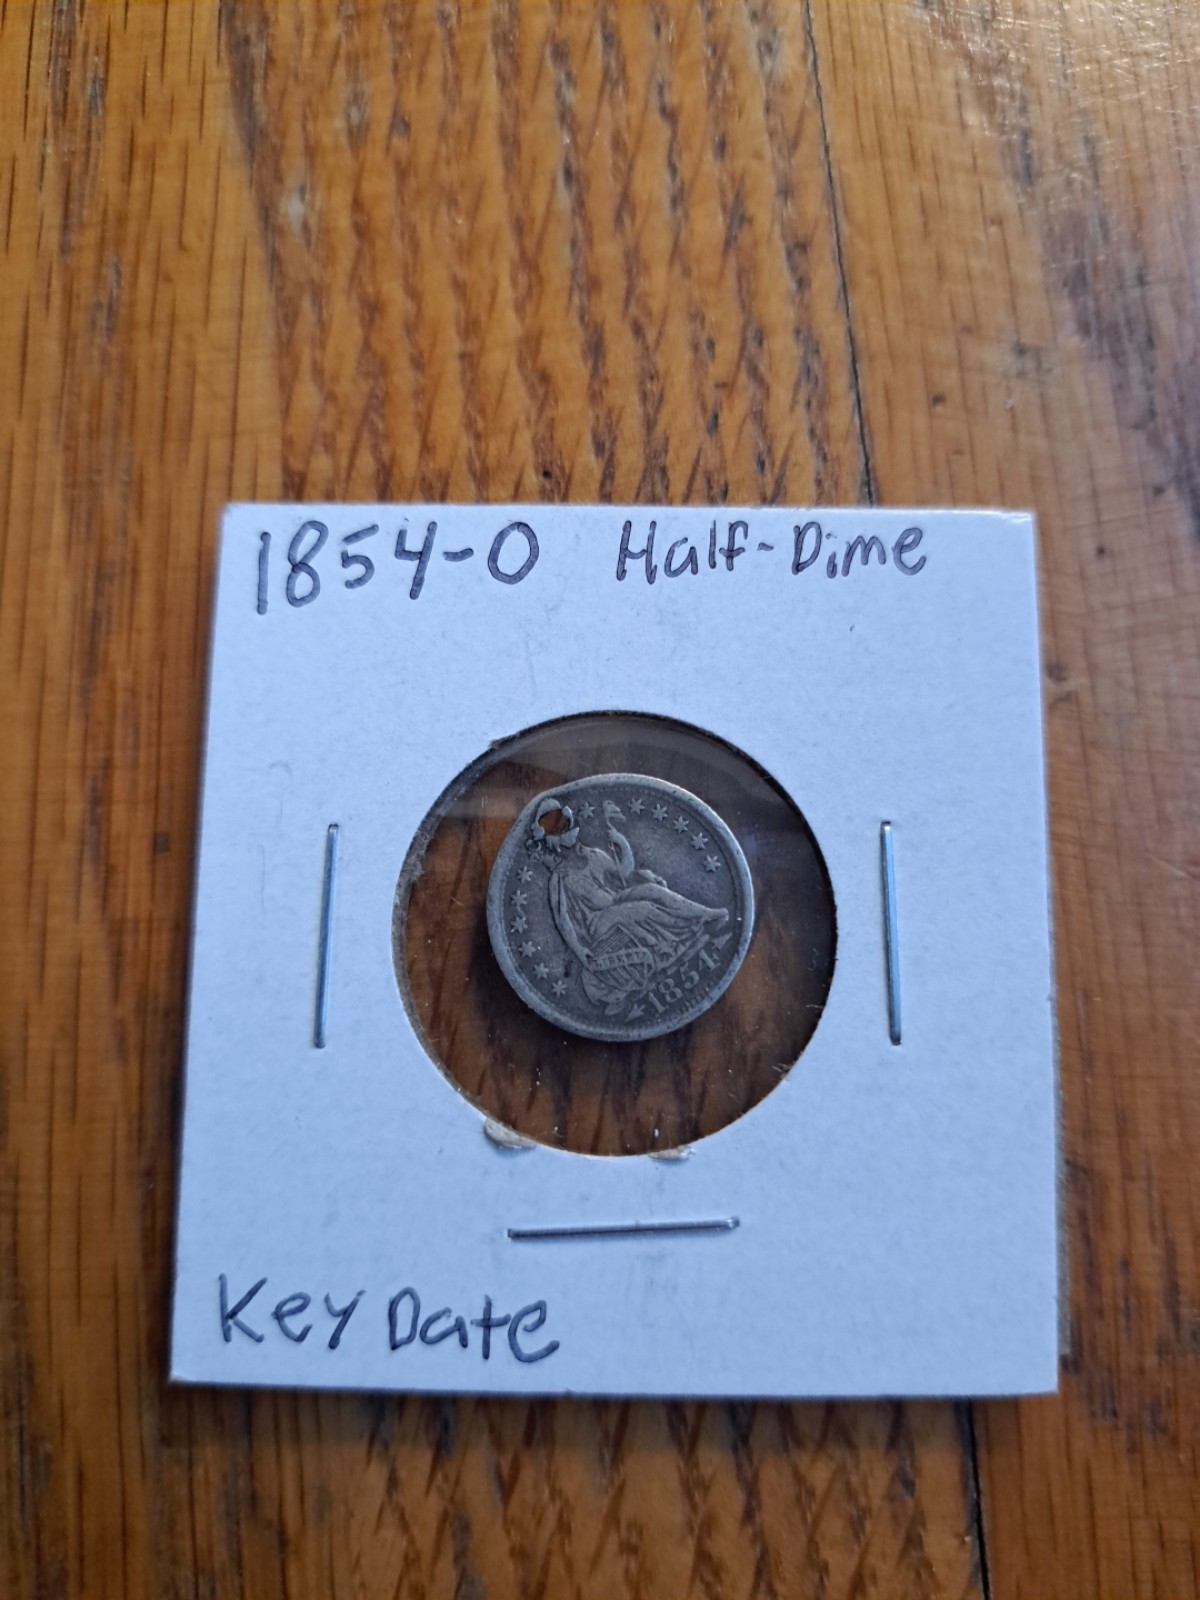 1854-O Half-Dime
LIBERTY
1854
Key Date